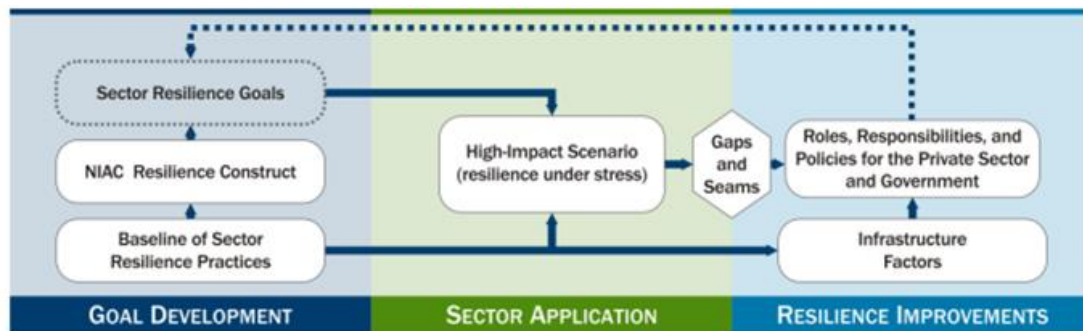 Sector Resilience Goals
NIAC Resilience Construct
Baseline of Sector
Resilience Practices
High-Impact Scenario
(resilience under stress)
Gaps
and
Seams
Roles, Responsibilities, and
Policies for the Private Sector
and Government
Infrastructure
Factors
GOAL DEVELOPMENT
SECTOR APPLICATION
RESILIENCE IMPROVEMENTS